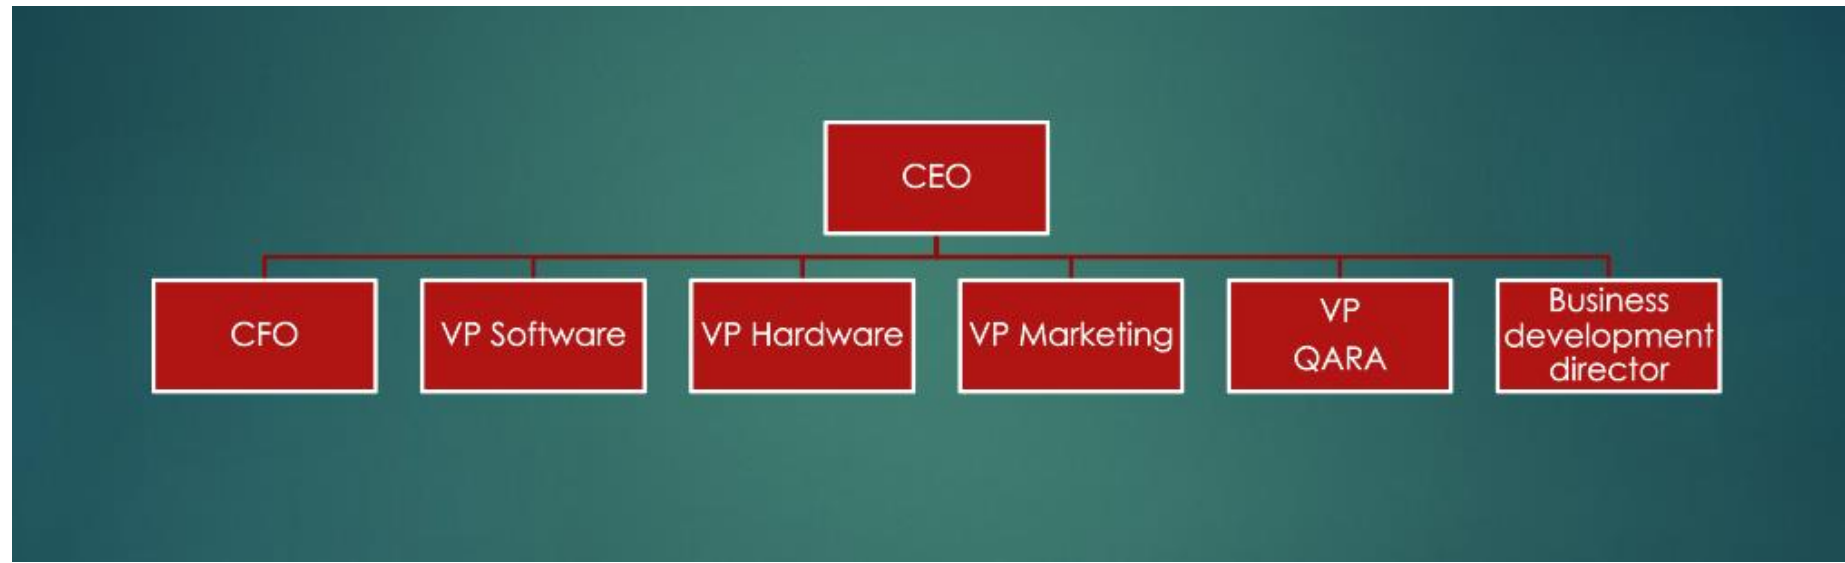 CEO
CFO
VP Software
VP Hardware
VP Marketing
VP
QARA
Business
development
director